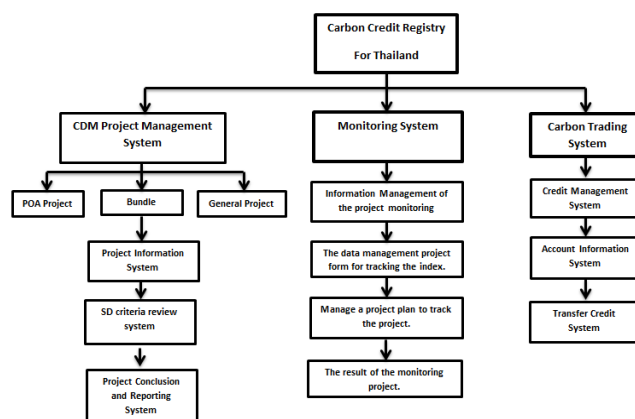 Carbon Credit Registry
For Thailand
CDM Project Management
System
Monitoring System
Carbon Trading
System
POA Project
Bundle
General Project
Information Management of
the project monitoring
Credit Management
System
Project Information
System
The data management project
form for tracking the index.
Account Information
System
SD criteria review
system
Manage a project plan to track
the project.
Transfer Credit
System
Project Conclusion
and Reporting
System
The result of the monitoring
project.